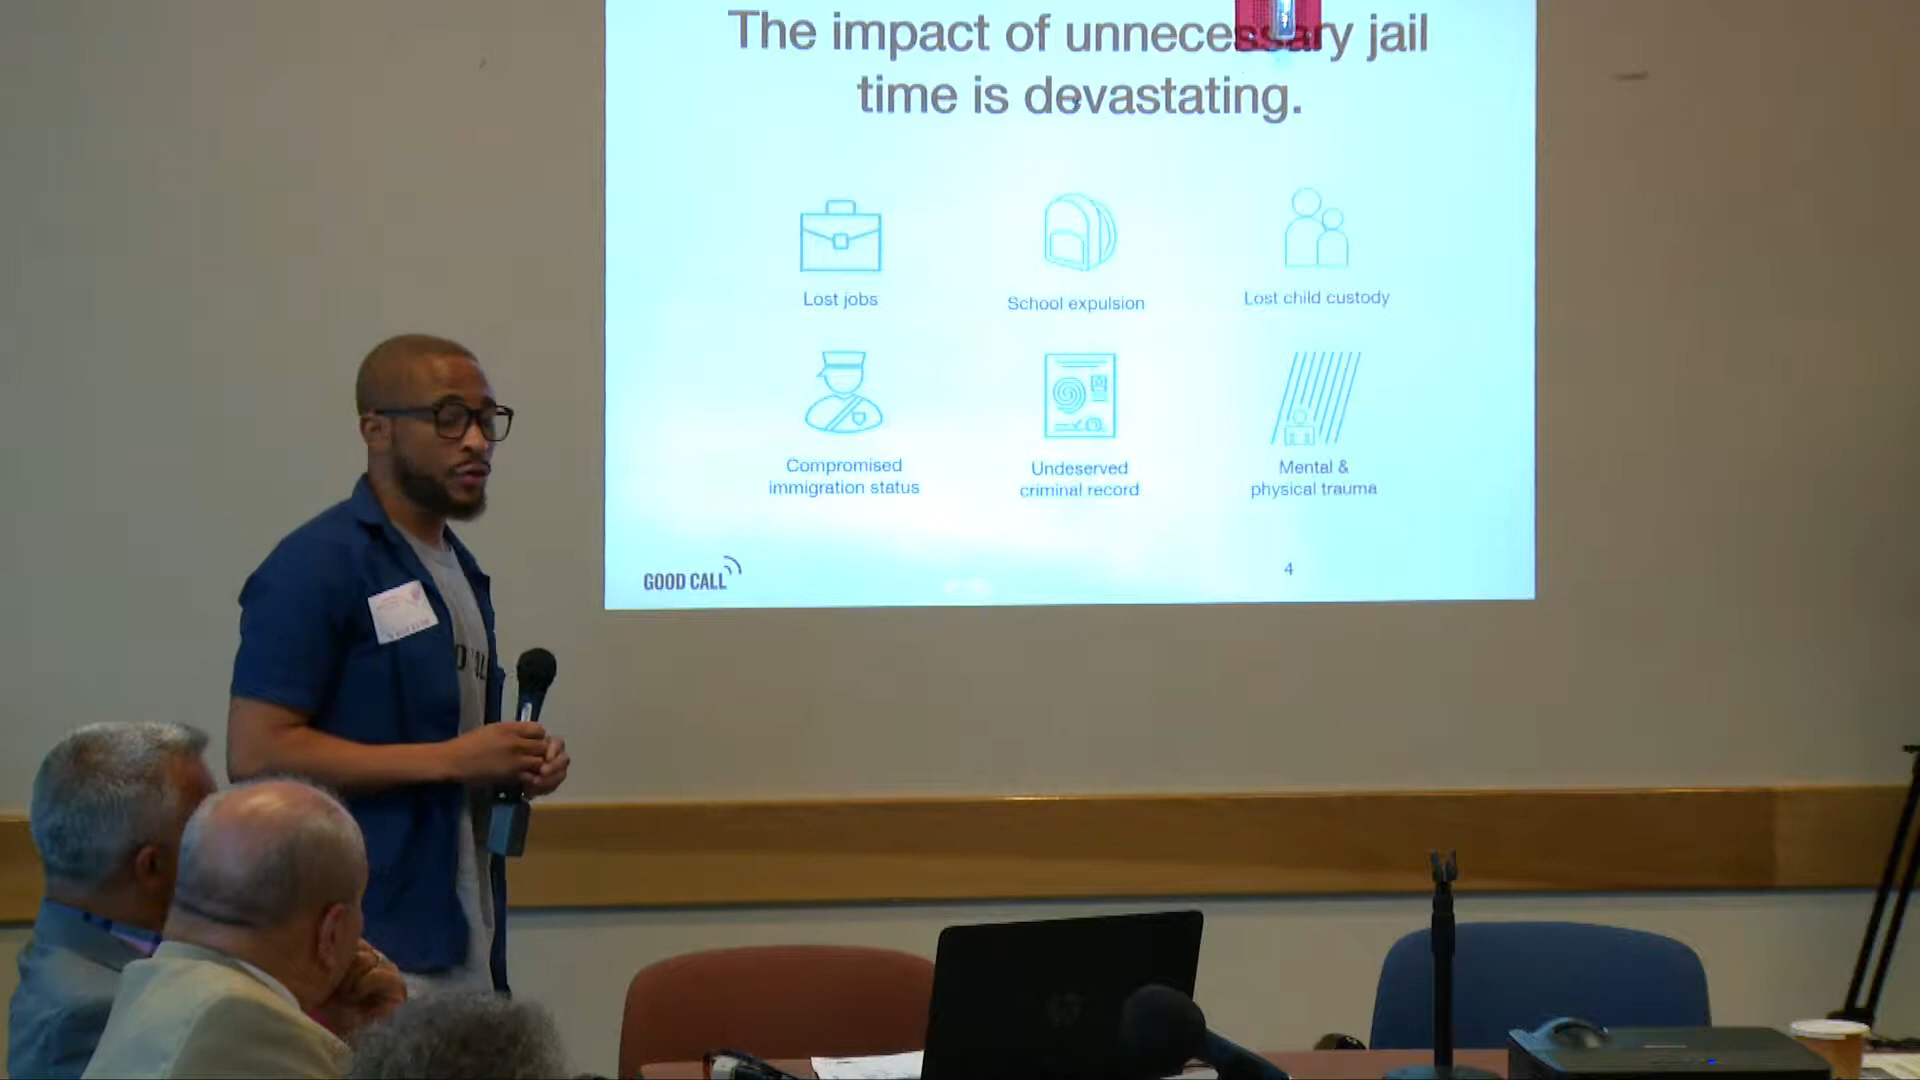 The impact of unnecessary jail
time is devastating.
Lost jobs
School expulsion
Lost child custody
Compromised
immigration status
Undeserved
criminal record
Mental &
physical trauma
GOOD CALL
4